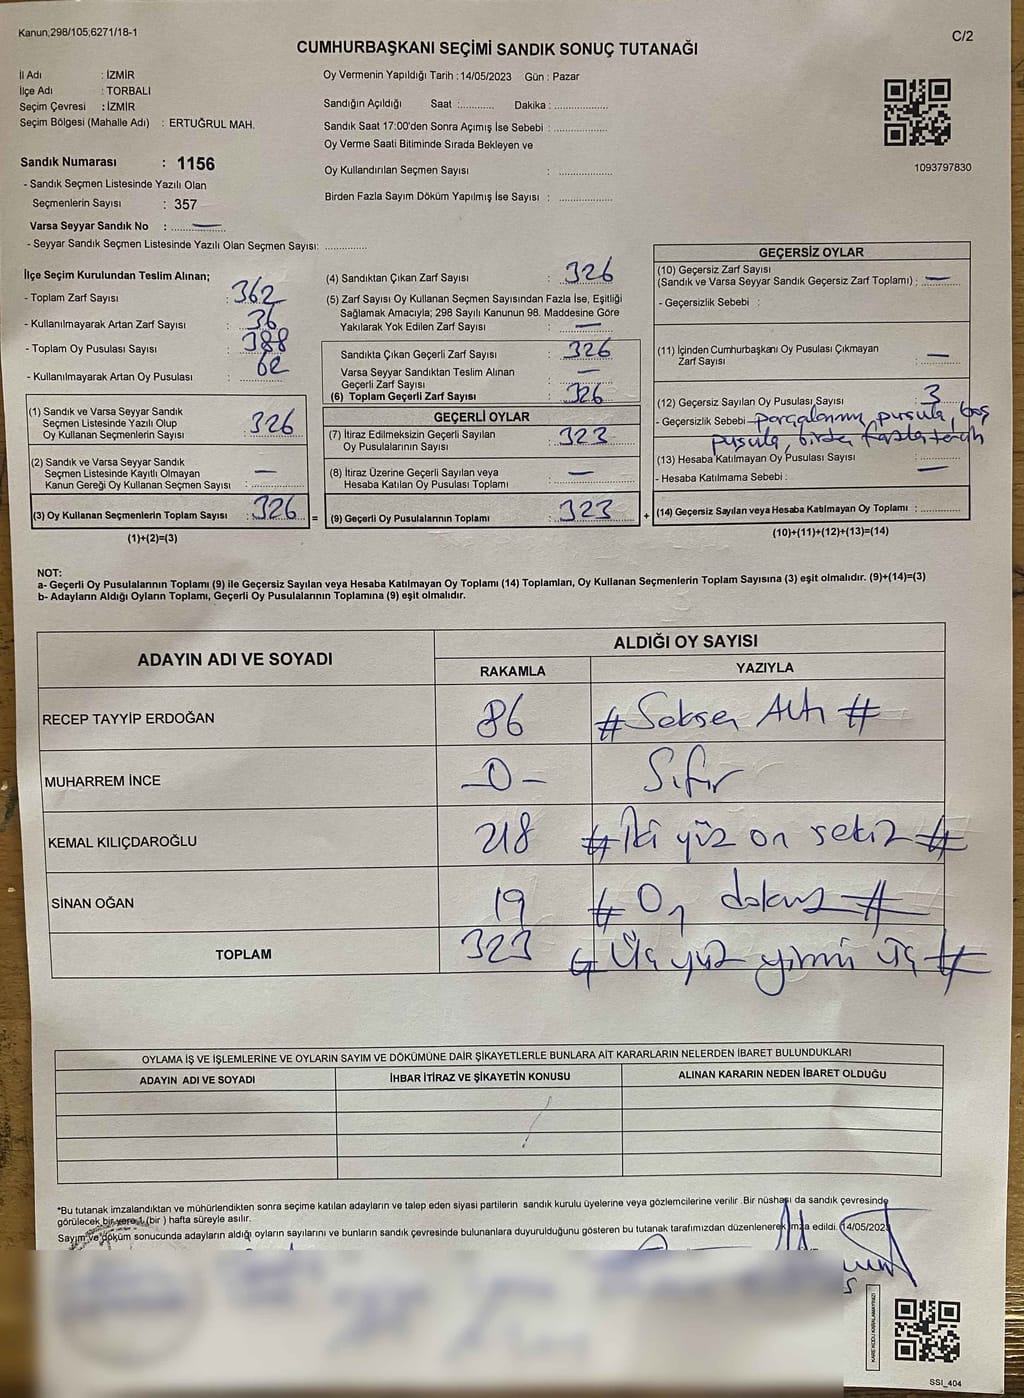 Kanun,298/105,6271/18-1
C/2
CUMHURBAŞKANI SEÇİMİ SANDIK SONUÇ TUTANAĞI
İl Adı : İZMİR
İlçe Adı : TORBALI
Seçim Çevresi : İZMİR
Seçim Bölgesi (Mahalle Adı) : ERTUĞRUL MAH.
Sandık Numarası : 1156
- Sandık Seçmen Listesinde Yazılı Olan
Seçmenlerin Sayısı : 357
Varsa Seyyar Sandık No : —
- Seyyar Sandık Seçmen Listesinde Yazılı Olan Seçmen Sayısı: ............
Oy Vermenin Yapıldığı Tarih : 14/05/2023 Gün : Pazar
Sandığın Açıldığı Saat :.......... Dakika : ................
Sandık Saat 17:00'den Sonra Açımış İse Sebebi : ................
Oy Verme Saati Bitiminde Sırada Bekleyen ve
Oy Kullandırılan Seçmen Sayısı : ................
Birden Fazla Sayım Döküm Yapılmış İse Sayısı : ................
1093797830
İlçe Seçim Kurulundan Teslim Alınan;
- Toplam Zarf Sayısı : 362
- Kullanılmayarak Artan Zarf Sayısı : 36
- Toplam Oy Pusulası Sayısı : 388
- Kullanılmayarak Artan Oy Pusulası : 62
(1) Sandık ve Varsa Seyyar Sandık
Seçmen Listesinde Yazılı Olup
Oy Kullanan Seçmenlerin Sayısı : 326
(2) Sandık ve Varsa Seyyar Sandık
Seçmen Listesinde Kayıtlı Olmayan
Kanun Gereği Oy Kullanan Seçmen Sayısı : —
(3) Oy Kullanan Seçmenlerin Toplam Sayısı : 326
(1)+(2)=(3)
(4) Sandıktan Çıkan Zarf Sayısı : 326
(5) Zarf Sayısı Oy Kullanan Seçmen Sayısından Fazla İse, Eşitliği
Sağlamak Amacıyla; 298 Sayılı Kanunun 98. Maddesine Göre
Yakılarak Yok Edilen Zarf Sayısı : —
Sandıkta Çıkan Geçerli Zarf Sayısı : 326
Varsa Seyyar Sandıktan Teslim Alınan
Geçerli Zarf Sayısı : —
(6) Toplam Geçerli Zarf Sayısı : 326
GEÇERLİ OYLAR
(7) İtiraz Edilmeksizin Geçerli Sayılan
Oy Pusulalarının Sayısı : 323
(8) İtiraz Üzerine Geçerli Sayılan veya
Hesaba Katılan Oy Pusulası Toplamı : —
= (9) Geçerli Oy Pusulalarının Toplamı : 323
GEÇERSİZ OYLAR
(10) Geçersiz Zarf Sayısı
(Sandık ve Varsa Seyyar Sandık Geçersiz Zarf Toplamı) : —
- Geçersizlik Sebebi :
(11) İçinden Cumhurbaşkanı Oy Pusulası Çıkmayan
Zarf Sayısı : —
(12) Geçersiz Sayılan Oy Pusulası Sayısı : 3
- Geçersizlik Sebebi parçalanmış pusula, boş
pusula, birden fazla tercih
(13) Hesaba Katılmayan Oy Pusulası Sayısı : —
- Hesaba Katılmama Sebebi :
+ (14) Geçersiz Sayılan veya Hesaba Katılmayan Oy Toplamı : ............
(10)+(11)+(12)+(13)=(14)
NOT:
a- Geçerli Oy Pusulalarının Toplamı (9) ile Geçersiz Sayılan veya Hesaba Katılmayan Oy Toplamı (14) Toplamları, Oy Kullanan Seçmenlerin Toplam Sayısına (3) eşit olmalıdır. (9)+(14)=(3)
b- Adayların Aldığı Oyların Toplamı, Geçerli Oy Pusulalarının Toplamına (9) eşit olmalıdır.
ADAYIN ADI VE SOYADI ALDIĞI OY SAYISI
RAKAMLA YAZIYLA
RECEP TAYYİP ERDOĞAN 86 # Seksen Altı #
MUHARREM İNCE -0- Sıfır
KEMAL KILIÇDAROĞLU 218 # İki yüz on sekiz #
SİNAN OĞAN 19 # On dokuz #
TOPLAM 323 # Üç yüz yirmi üç #
OYLAMA İŞ VE İŞLEMLERİNE VE OYLARIN SAYIM VE DÖKÜMÜNE DAİR ŞİKAYETLERLE BUNLARA AİT KARARLARIN NELERDEN İBARET BULUNDUKLARI
ADAYIN ADI VE SOYADI İHBAR İTİRAZ VE ŞİKAYETİN KONUSU ALINAN KARARIN NEDEN İBARET OLDUĞU
*Bu tutanak imzalandıktan ve mühürlendikten sonra seçime katılan adayların ve talep eden siyasi partilerin sandık kurulu üyelerine veya gözlemcilerine verilir .Bir nüshası da sandık çevresinde
görülecek bir yere 1 (bir ) hafta süreyle asılır.
Sayım ve döküm sonucunda adayların aldığı oyların sayılarını ve bunların sandık çevresinde bulunanlara duyurulduğunu gösteren bu tutanak tarafımızdan düzenlenerek imza edildi. (14/05/2023
KARE KODU KARALAMAYINIZ!
SSI_404